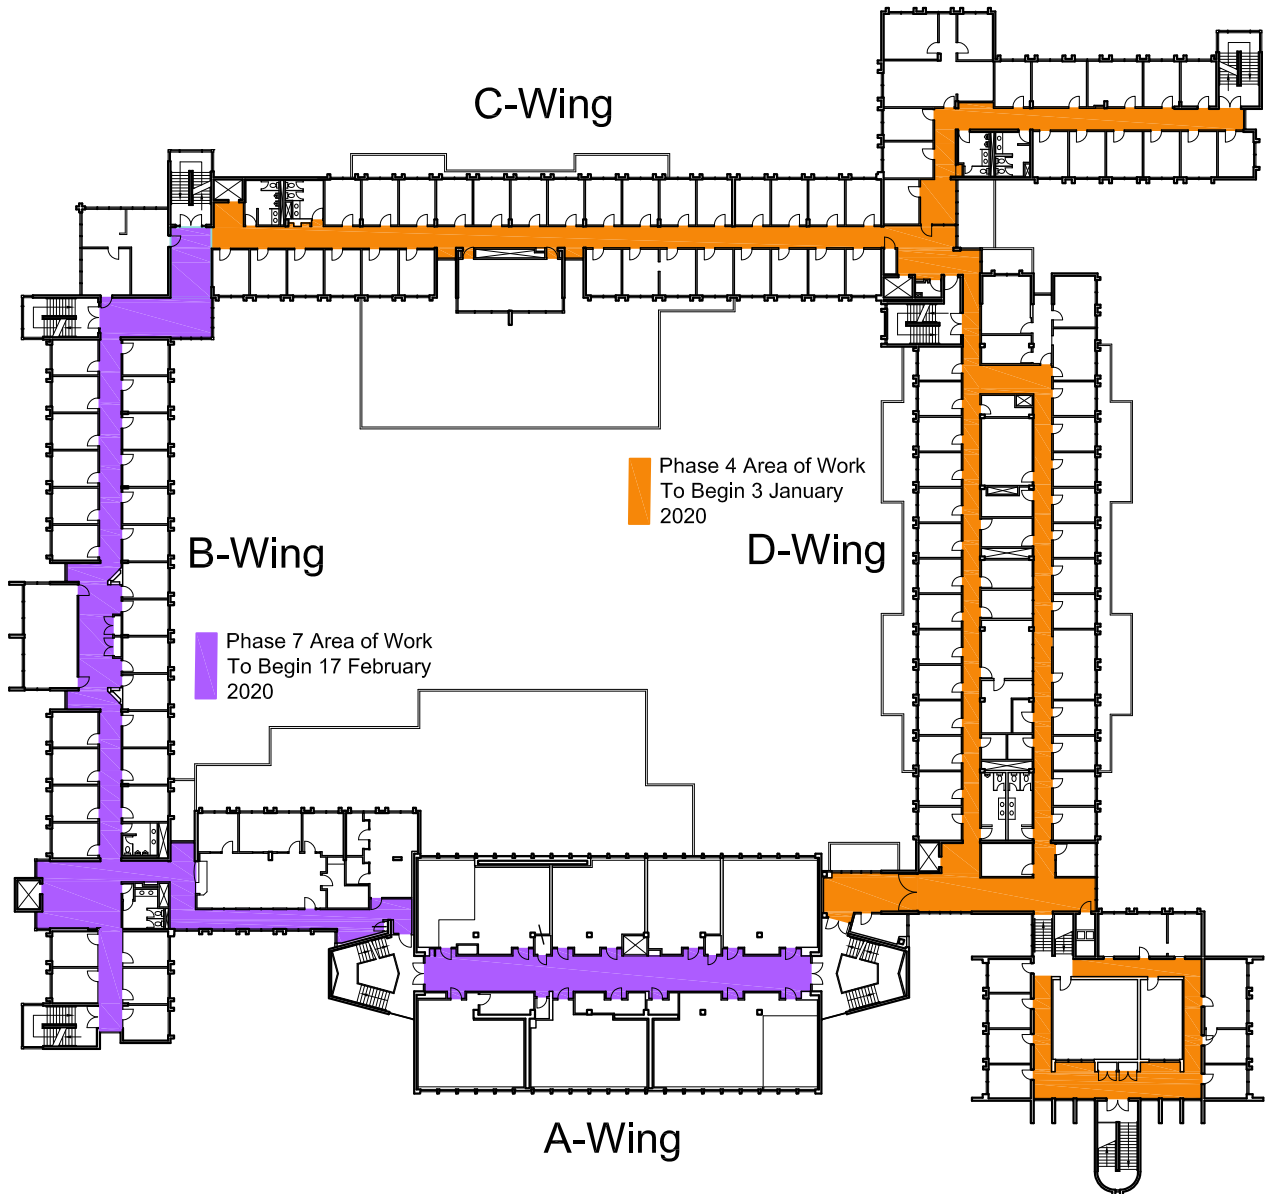 C-Wing
Phase 4 Area of Work
To Begin 3 January
2020
B-Wing
D-Wing
Phase 7 Area of Work
To Begin 17 February
2020
A-Wing